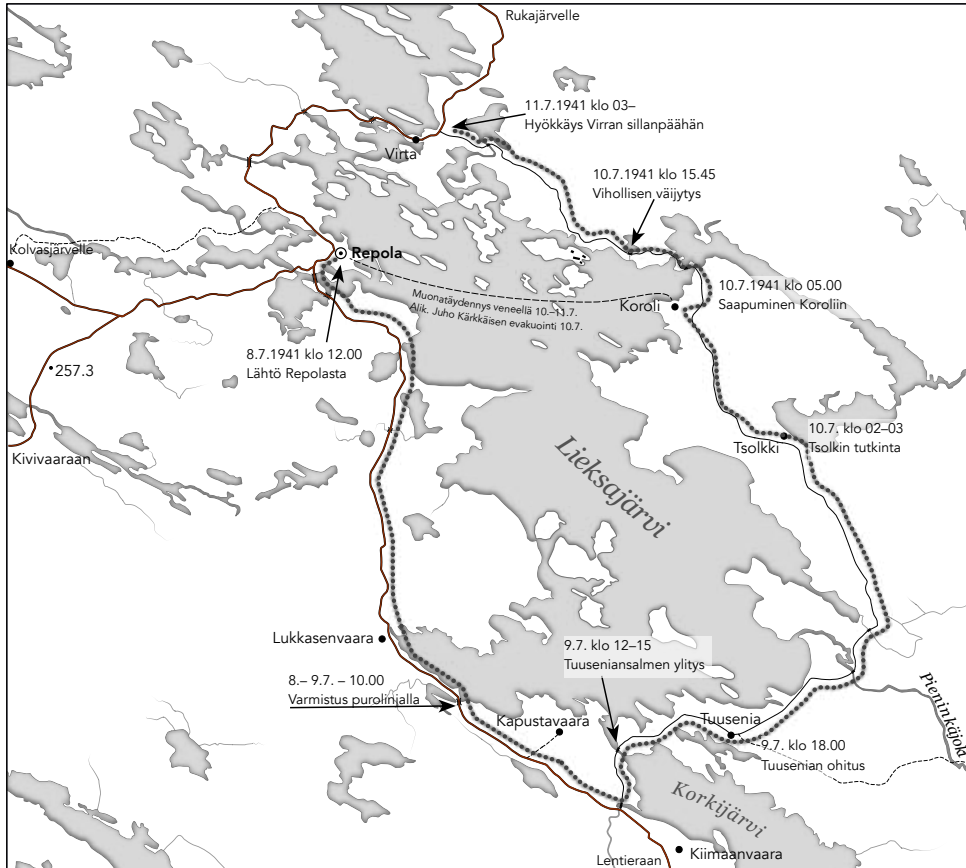 Rukajärvelle
11.7.1941 klo 03–
Hyökkäys Virran sillanpäähän
Virta
10.7.1941 klo 15.45
Vihollisen väijytys
Kolvasjärvelle
Repola
Muonatäydennys veneellä 10.–11.7.
Alik. Juho Kärkkäisen evakuointi 10.7.
10.7.1941 klo 05.00
Saapuminen Koroliin
Koroli
8.7.1941 klo 12.00
Lähtö Repolasta
257.3
Kivivaaraan
10.7. klo 02–03
Tsolkin tutkinta
Tsolkki
Lieksajärvi
Lukkasenvaara
9.7. klo 12–15
Tuuseniansalmen ylitys
8.– 9.7. – 10.00
Varmistus purolinjalla
Kapustavaara
Tuusenia
Pieninkäjoki
9.7. klo 18.00
Tuusenian ohitus
Korkijärvi
Kiimaanvaara
Lentieraan